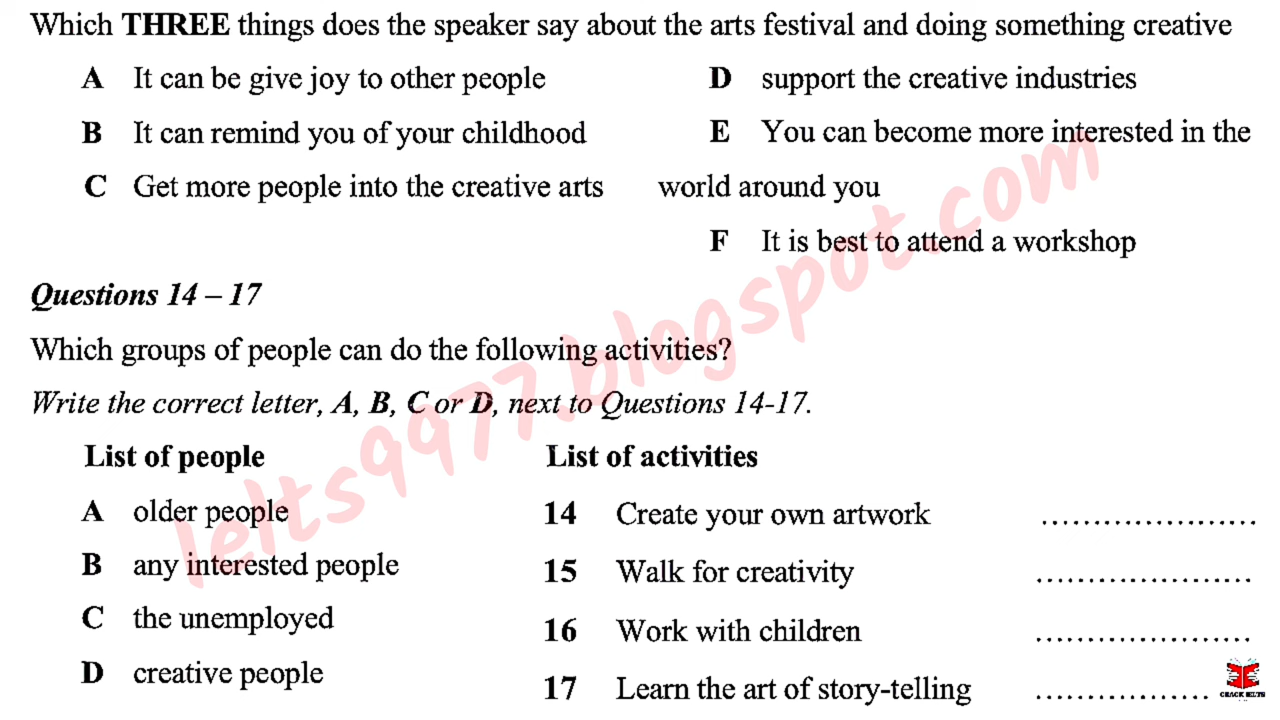 Which THREE things does the speaker say about the arts festival and doing something creative
A It can be give joy to other people
B It can remind you of your childhood
C Get more people into the creative arts
D support the creative industries
E You can become more interested in the
world around you
F It is best to attend a workshop
Questions 14 – 17
Which groups of people can do the following activities?
Write the correct letter, A, B, C or D, next to Questions 14-17.
List of people
A older people
B any interested people
C the unemployed
D creative people
List of activities
14 Create your own artwork ......................
15 Walk for creativity ......................
16 Work with children ......................
17 Learn the art of story-telling ..................
Ielts9977.blogspot.com
CRACK IELTS